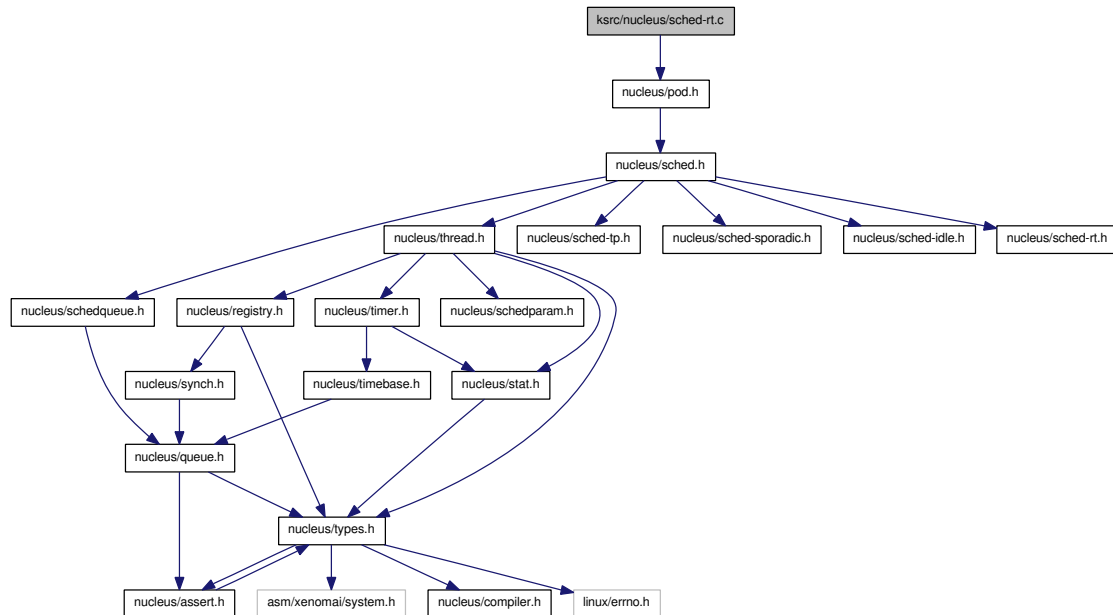 ksrc/nucleus/sched-rt.c
nucleus/pod.h
nucleus/sched.h
nucleus/thread.h
nucleus/sched-tp.h
nucleus/sched-sporadic.h
nucleus/sched-idle.h
nucleus/sched-rt.h
nucleus/schedqueue.h
nucleus/registry.h
nucleus/timer.h
nucleus/schedparam.h
nucleus/synch.h
nucleus/timebase.h
nucleus/stat.h
nucleus/queue.h
nucleus/types.h
nucleus/assert.h
asm/xenomai/system.h
nucleus/compiler.h
linux/errno.h